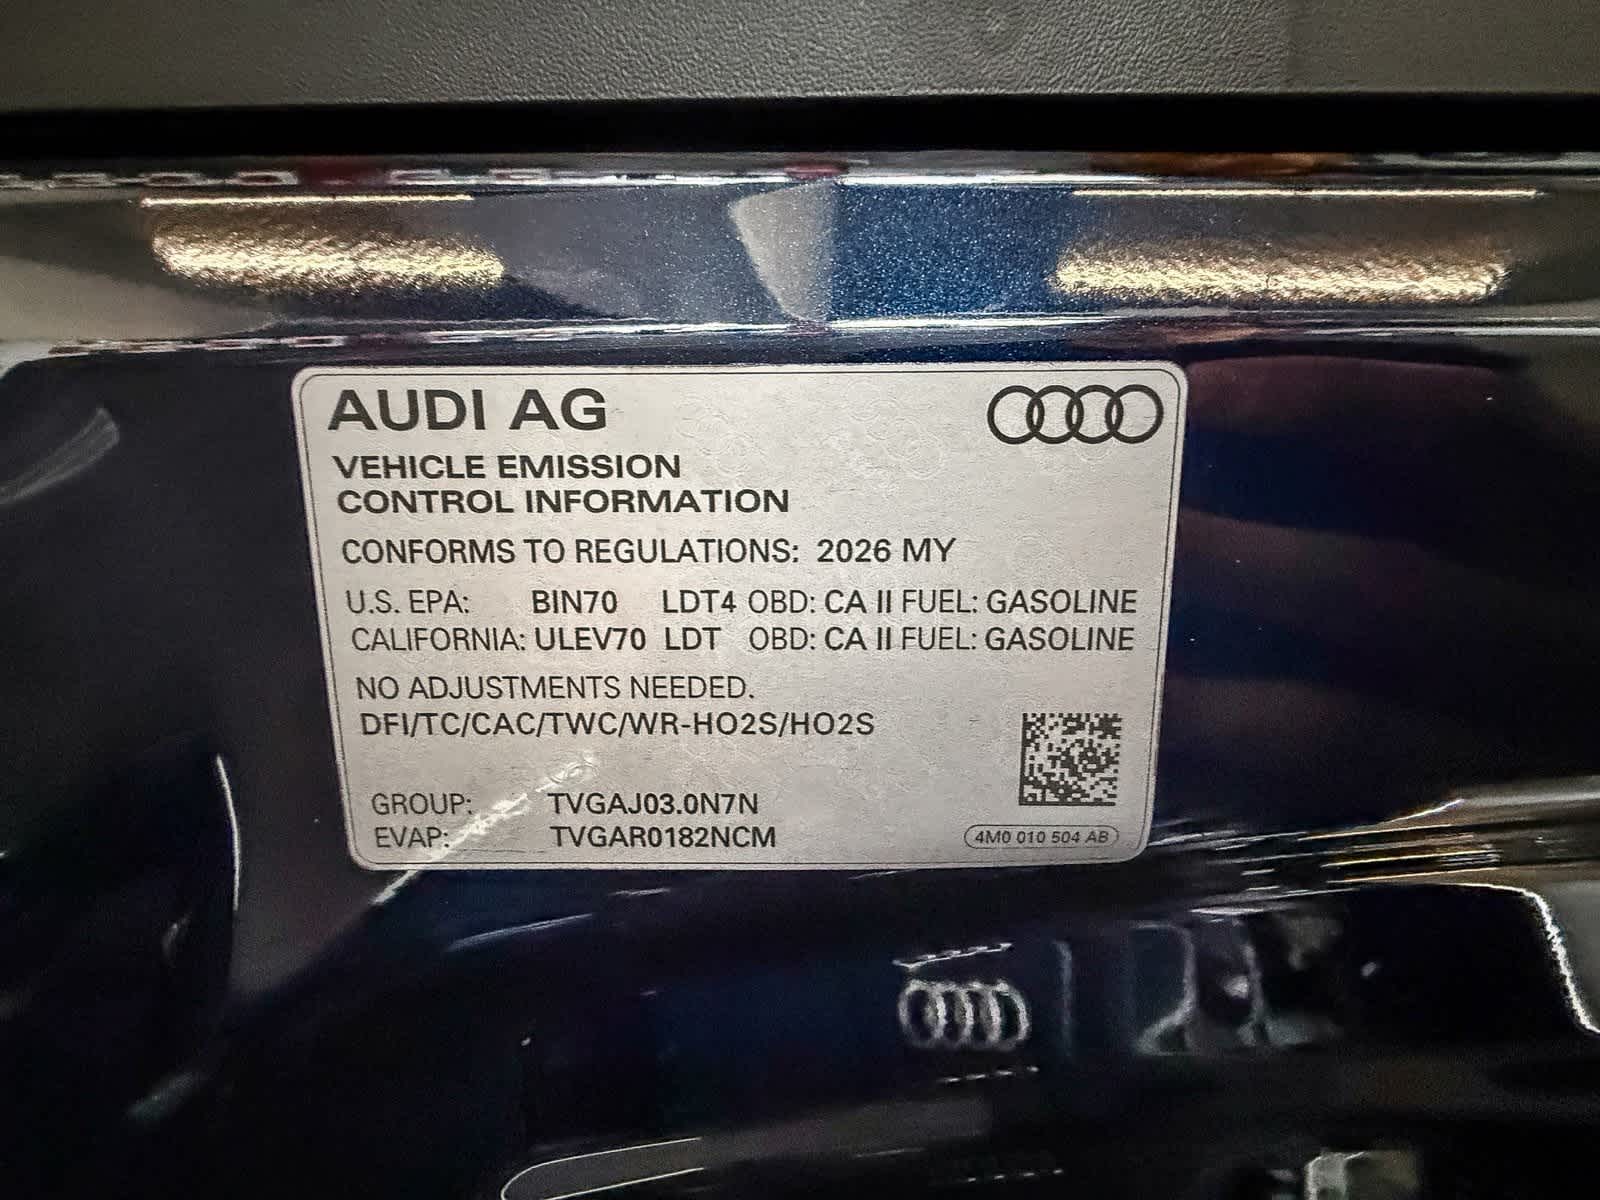 AUDI AG
VEHICLE EMISSION
CONTROL INFORMATION
CONFORMS TO REGULATIONS: 2026 MY
U.S. EPA: BIN70 LDT4 OBD: CA II FUEL: GASOLINE
CALIFORNIA: ULEV70 LDT OBD: CA II FUEL: GASOLINE
NO ADJUSTMENTS NEEDED.
DFI/TC/CAC/TWC/WR-HO2S/HO2S
GROUP: TVGAJ03.0N7N
EVAP: TVGAR0182NCM
4M0 010 504 AB